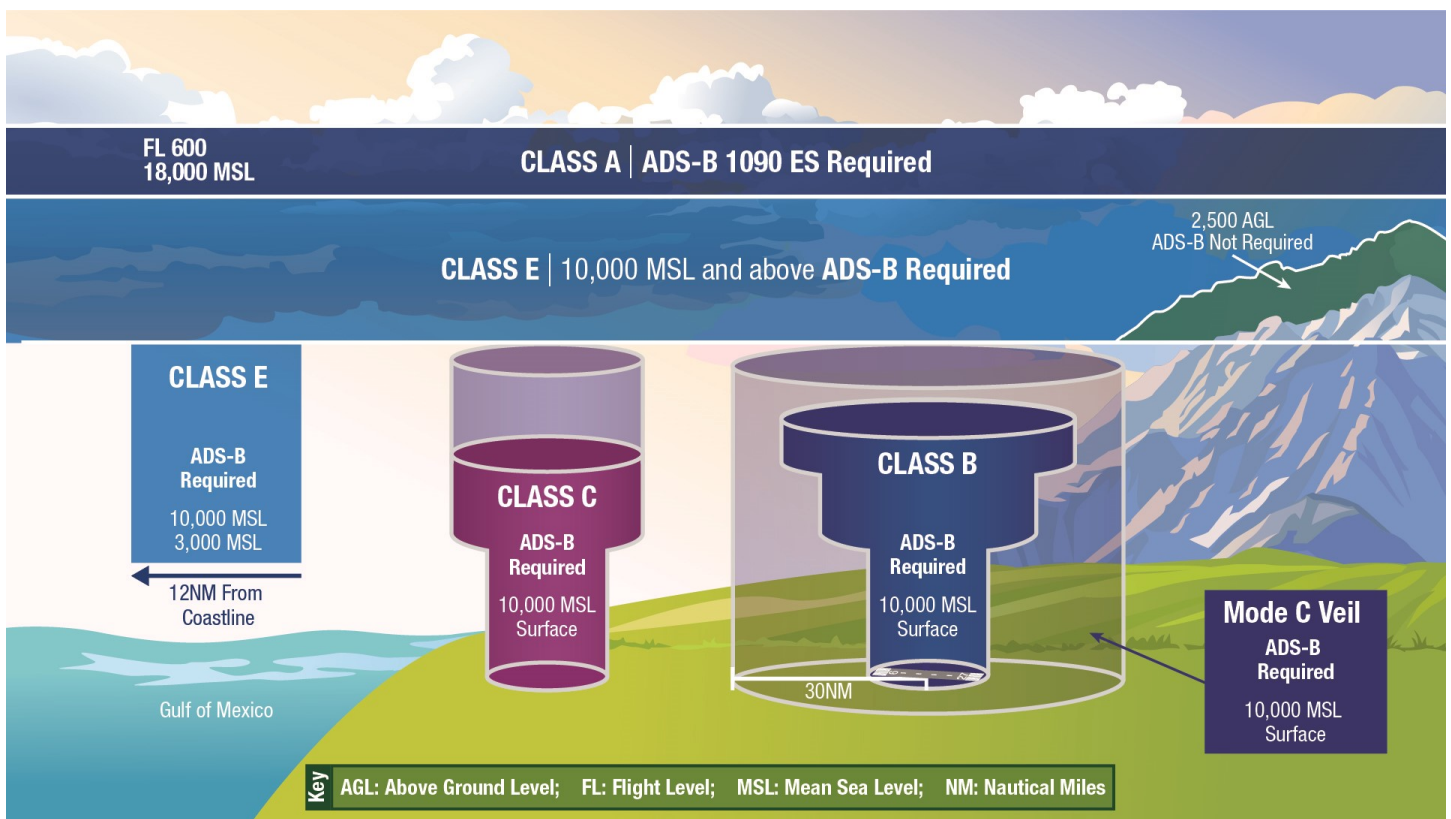 FL 600
18,000 MSL
CLASS A | ADS-B 1090 ES Required
2,500 AGL
ADS-B Not Required
CLASS E | 10,000 MSL and above ADS-B Required
CLASS E
ADS-B
Required
10,000 MSL
3,000 MSL
12NM From
Coastline
Gulf of Mexico
CLASS C
ADS-B
Required
10,000 MSL
Surface
CLASS B
ADS-B
Required
10,000 MSL
Surface
30NM
Mode C Veil
ADS-B
Required
10,000 MSL
Surface
Key
AGL: Above Ground Level; FL: Flight Level; MSL: Mean Sea Level; NM: Nautical Miles